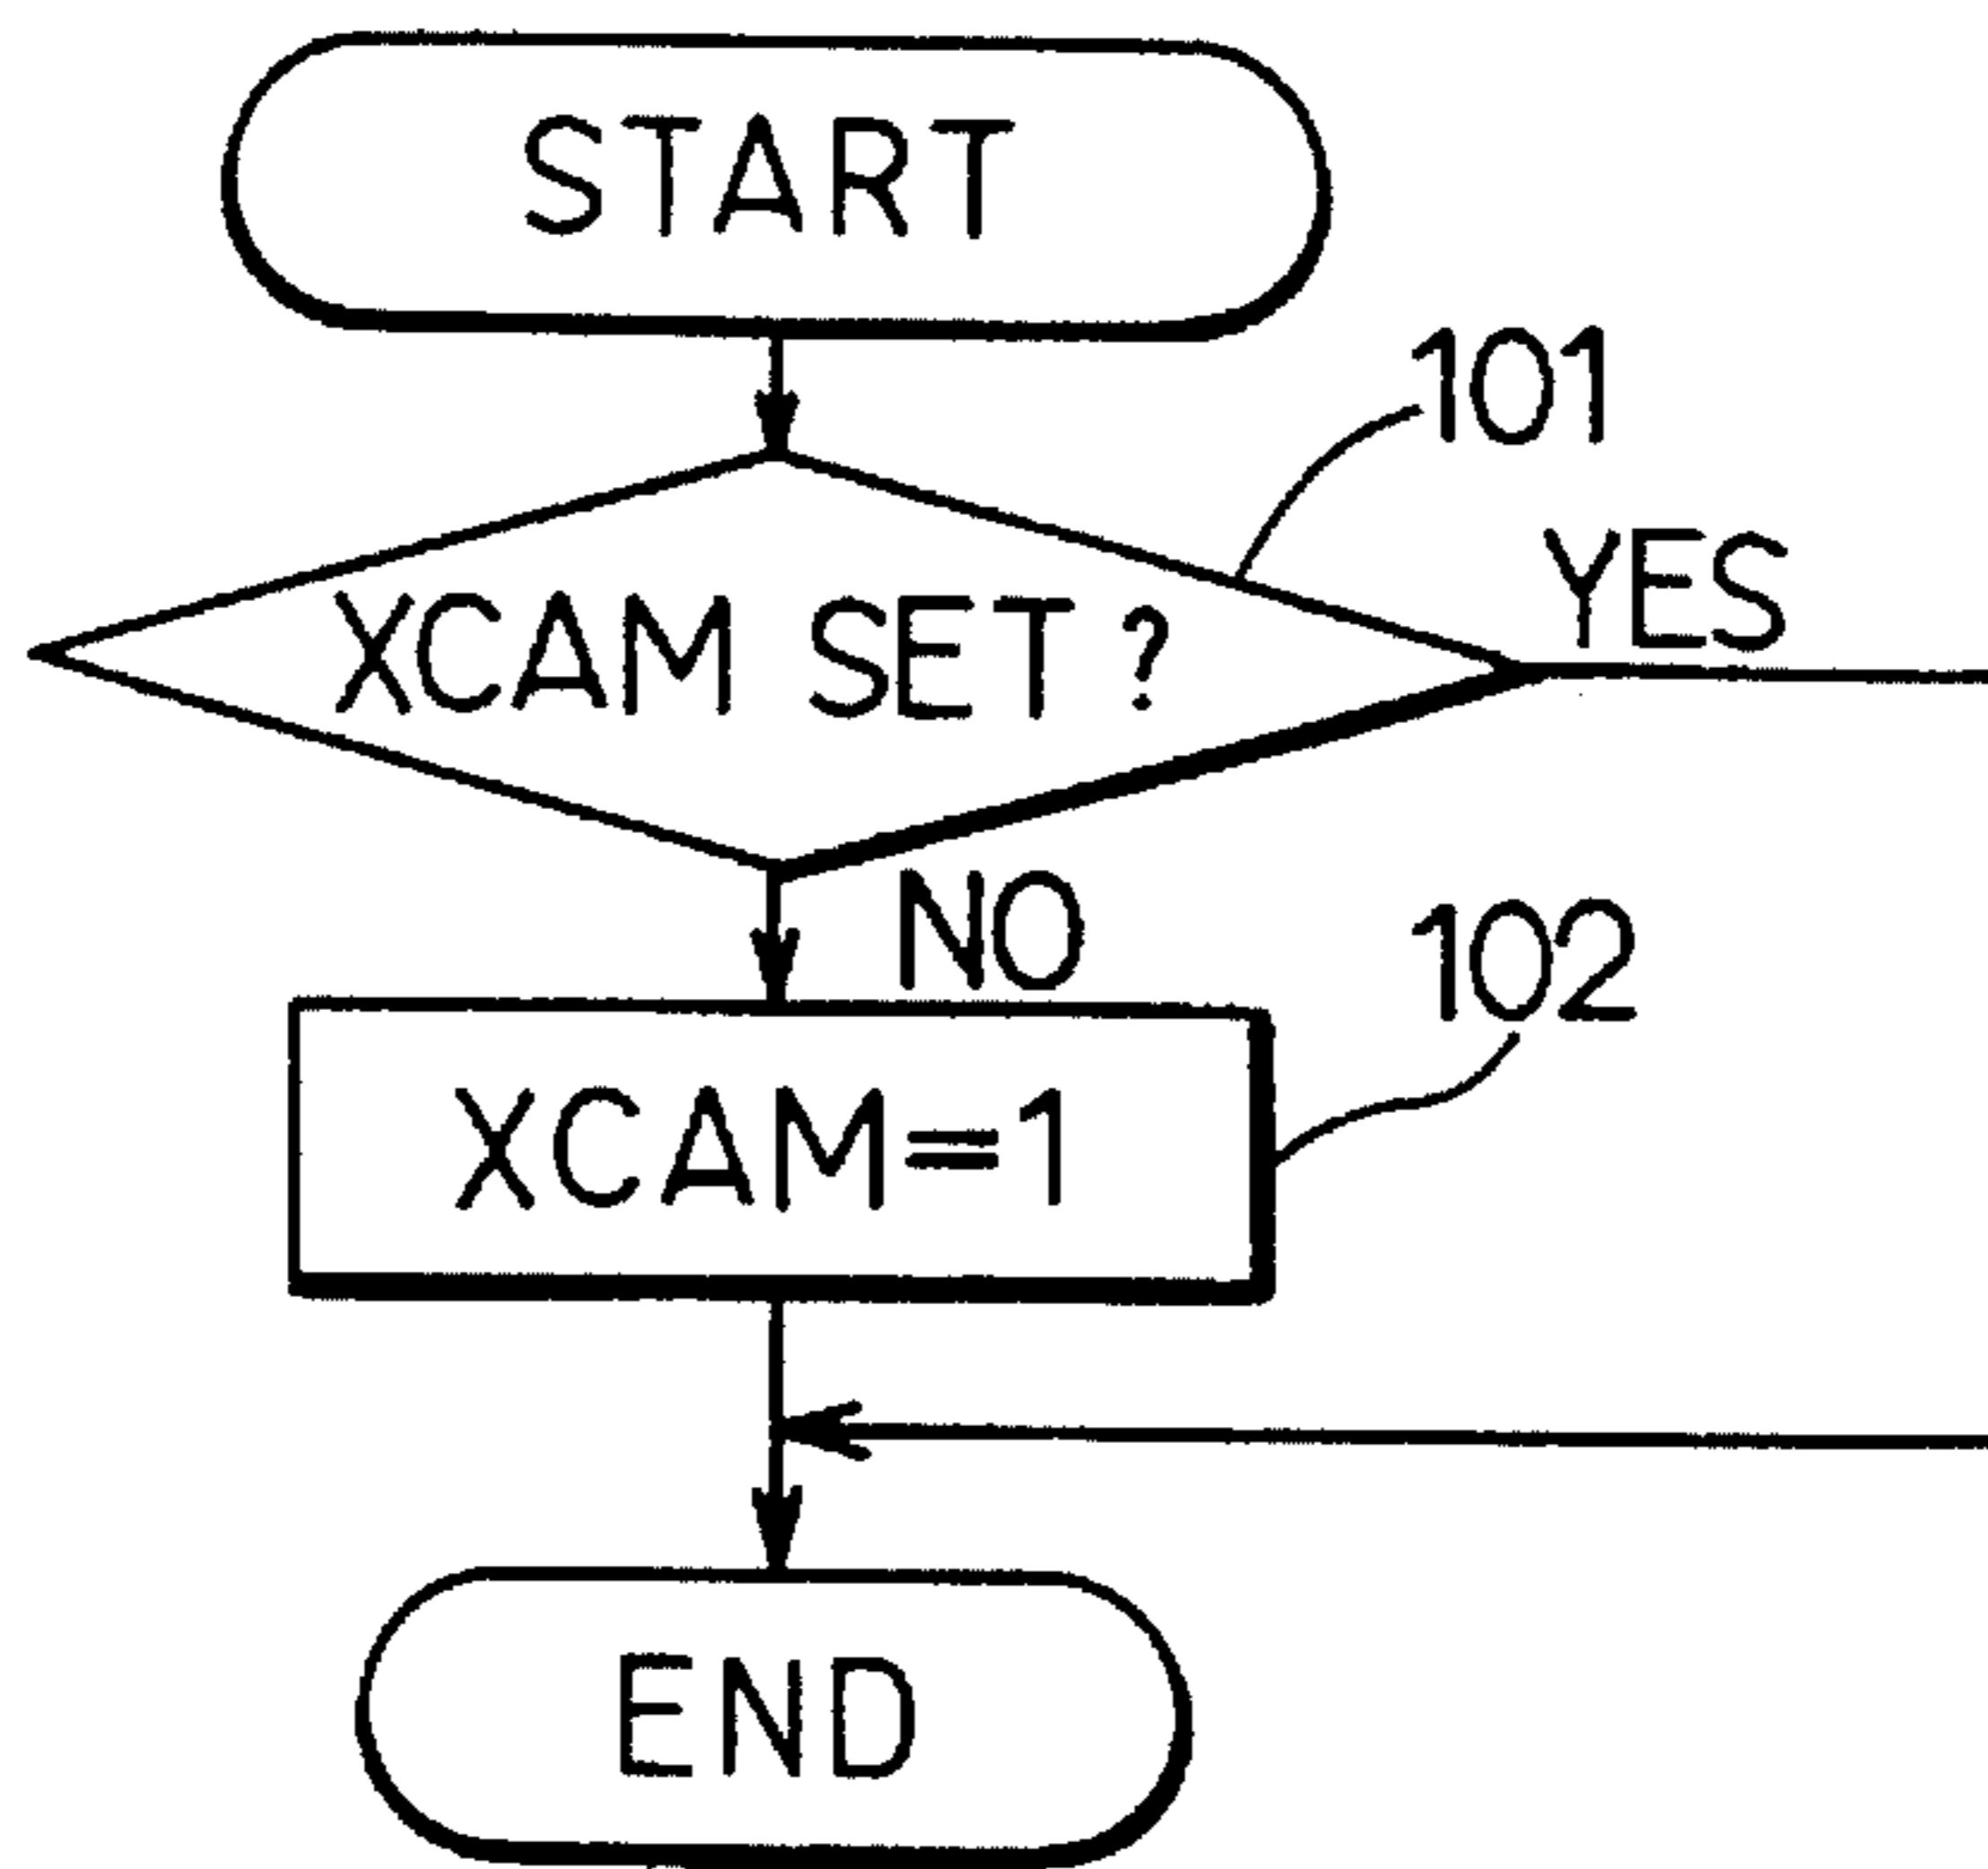 START
101
XCAM SET ?
YES
NO
102
XCAM=1
END